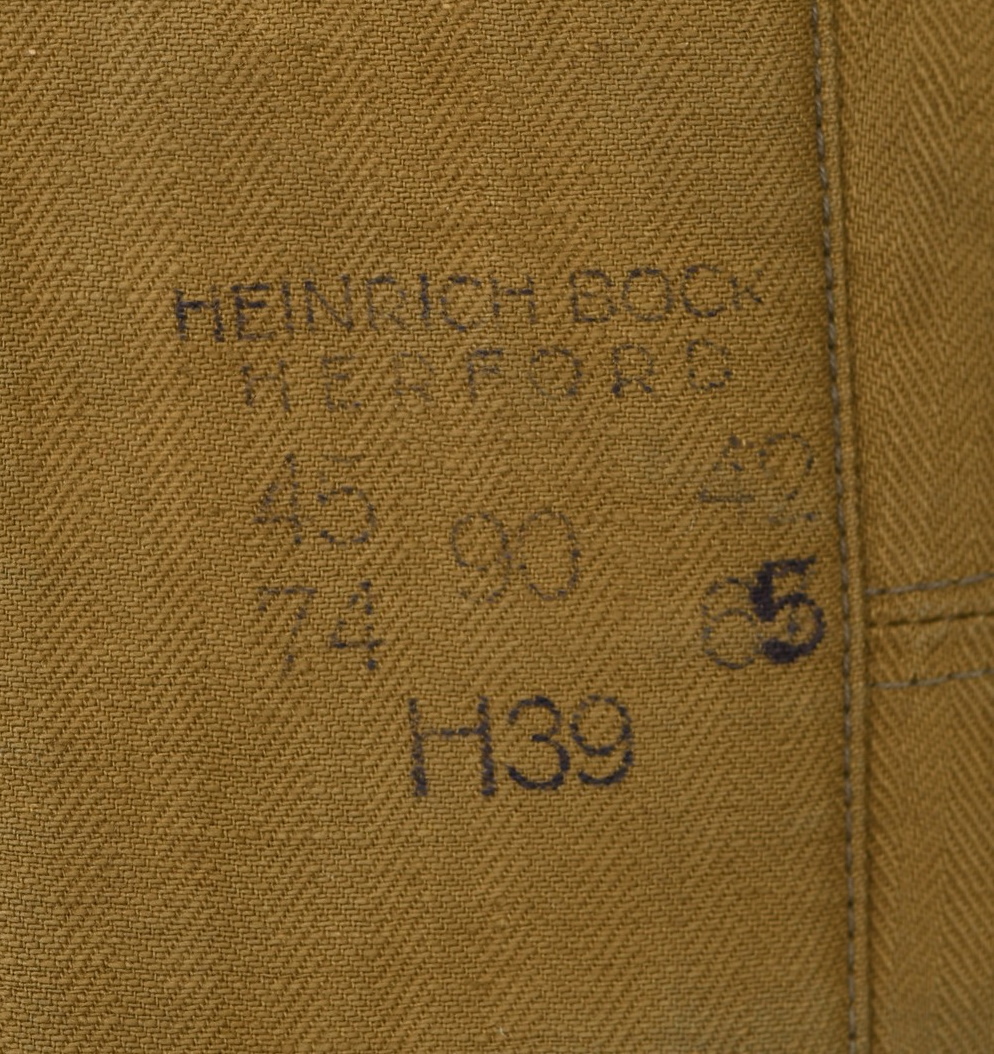 HEINRICH BOCK
HERFORD
45 42
90
74 65
H39